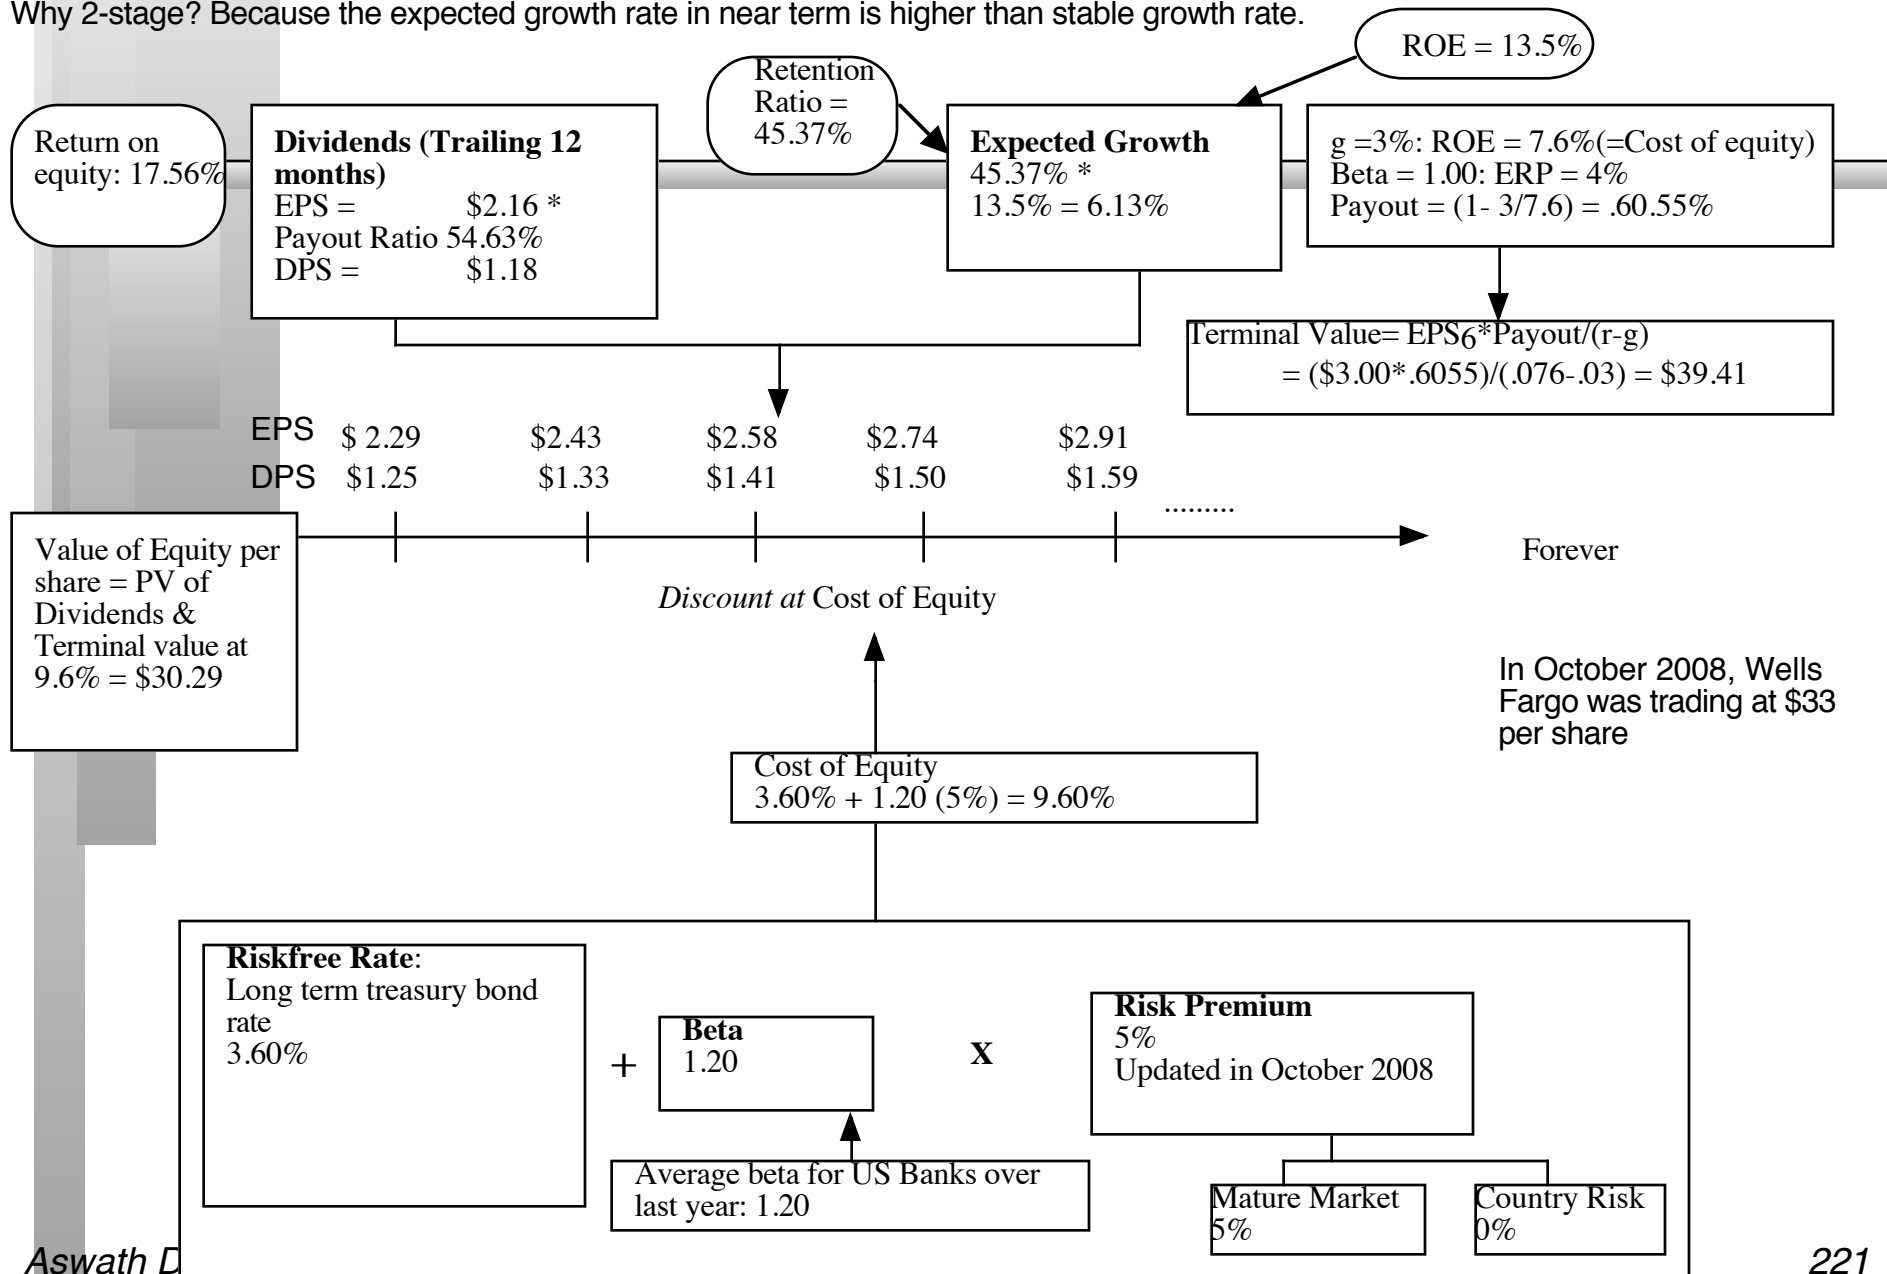 Why 2-stage? Because the expected growth rate in near term is higher than stable growth rate.
ROE = 13.5%
Retention
Ratio =
45.37%
Return on
equity: 17.56%
Dividends (Trailing 12
months)
EPS = $2.16 *
Payout Ratio 54.63%
DPS = $1.18
Expected Growth
45.37% *
13.5% = 6.13%
g =3%: ROE = 7.6%(=Cost of equity)
Beta = 1.00: ERP = 4%
Payout = (1- 3/7.6) = .60.55%
Terminal Value= EPS6*Payout/(r-g)
= ($3.00*.6055)/(.076-.03) = $39.41
EPS $ 2.29 $2.43 $2.58 $2.74 $2.91
DPS $1.25 $1.33 $1.41 $1.50 $1.59
.........
Forever
Value of Equity per
share = PV of
Dividends &
Terminal value at
9.6% = $30.29
Discount at Cost of Equity
In October 2008, Wells
Fargo was trading at $33
per share
Cost of Equity
3.60% + 1.20 (5%) = 9.60%
Riskfree Rate:
Long term treasury bond
rate
3.60%
+
Beta
1.20
X
Risk Premium
5%
Updated in October 2008
Average beta for US Banks over
last year: 1.20
Mature Market
5%
Country Risk
0%
Aswath D
221